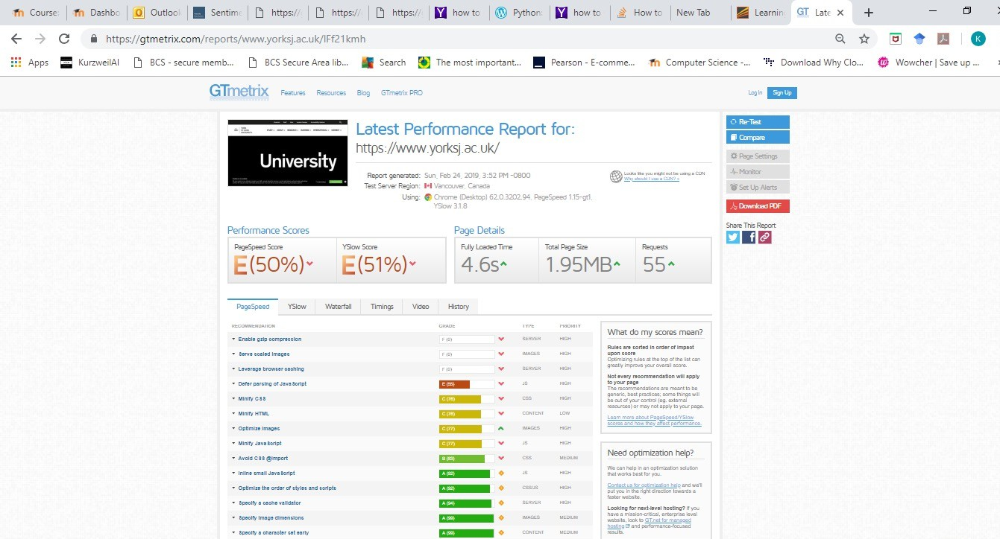 Course:
Dashbo
Outlool
Sentime
https:/
https:/
https:/
how to
Python:
how to
How to
New Tab
Learnin
Late
https://gtmetrix.com/reports/www.yorksj.ac.uk/IFf21kmh
K
Apps
KurzweilAI
BCS - secure memb...
BCS Secure Area lib...
Search
The most important...
Pearson - E-comme...
Computer Science -...
Download Why Clo...
Wowcher | Save up ...
GTmetrix
Features
Resources
Blog
GTmetrix PRO
Log In
Sign Up
University
Latest Performance Report for:
https://www.yorksj.ac.uk/
Report generated: Sun, Feb 24, 2019, 3:52 PM -0800
Test Server Region: Vancouver, Canada
Using: Chrome (Desktop) 62.0.3202.94, PageSpeed 1.15-gt1,
YSlow 3.1.8
Looks like you might not be using a CDN
Why should I use a CDN? »
Re-Test
Compare
Page Settings
Monitor
Set Up Alerts
Download PDF
Share This Report
Performance Scores
PageSpeed Score
E(50%)
YSlow Score
E(51%)
Page Details
Fully Loaded Time
4.6s
Total Page Size
1.95MB
Requests
55
PageSpeed
YSlow
Waterfall
Timings
Video
History
RECOMMENDATION GRADE TYPE PRIORITY
Enable gzip compression F (0) SERVER HIGH
Serve scaled images F (0) IMAGES HIGH
Leverage browser caching F (0) SERVER HIGH
Defer parsing of JavaScript E (55) JS HIGH
Minify CSS C (76) CSS HIGH
Minify HTML C (76) CONTENT LOW
Optimize images C (77) IMAGES HIGH
Minify JavaScript C (77) JS HIGH
Avoid CSS @import B (83) CSS MEDIUM
Inline small JavaScript A (92) JS HIGH
Optimize the order of styles and scripts A (92) CSS/JS HIGH
Specify a cache validator A (94) SERVER HIGH
Specify image dimensions A (99) IMAGES MEDIUM
Specify a character set early A (99) CONTENT MEDIUM
What do my scores mean?
Rules are sorted in order of impact
upon score
Optimizing rules at the top of the list can
greatly improve your overall score.
Not every recommendation will apply
to your page
The recommendations are meant to be
generic, best practices; some things will
be out of your control (eg. external
resources) or may not apply to your page.
Learn more about PageSpeed/YSlow
scores and how they affect performance.
Need optimization help?
We can help in an optimization solution
that works best for you.
Contact us for optimization help and we'll
put you in the right direction towards a
faster website.
Looking for next-level hosting? If you
have a mission-critical, enterprise level
website, look to GT.net for managed
hosting and performance-focused
results.